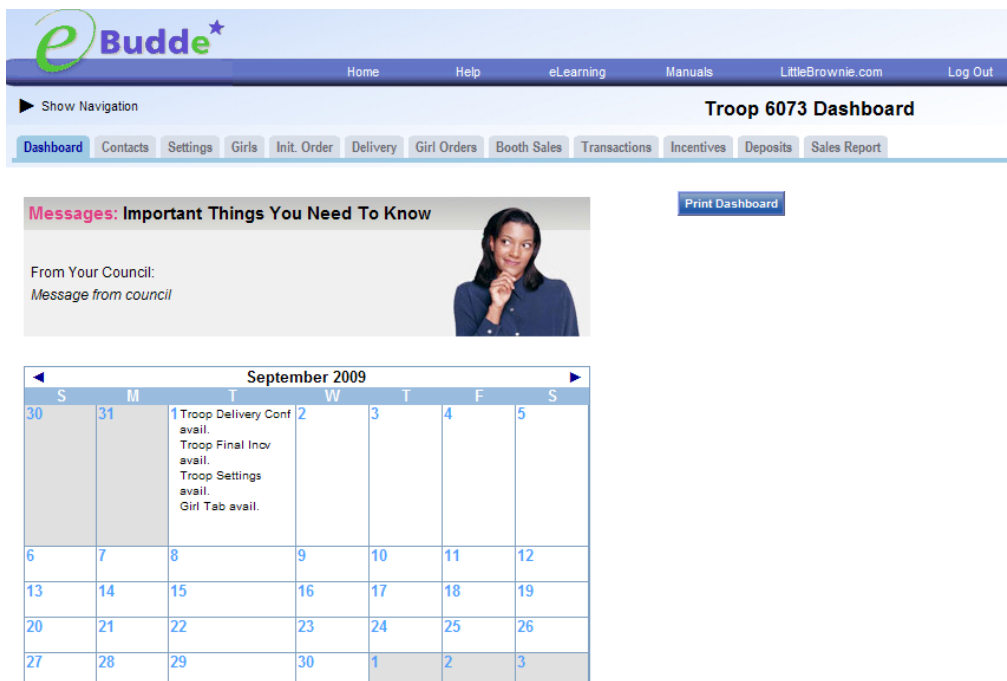 e Budde
Home Help eLearning Manuals LittleBrownie.com Log Out
Show Navigation
Troop 6073 Dashboard
Dashboard Contacts Settings Girls Init. Order Delivery Girl Orders Booth Sales Transactions Incentives Deposits Sales Report
Messages: Important Things You Need To Know
Print Dashboard
From Your Council:
Message from council
September 2009
S M T W T F S
30 31 1 Troop Delivery Conf 2 3 4 5
avail.
Troop Final Incv
avail.
Troop Settings
avail.
Girl Tab avail.
6 7 8 9 10 11 12
13 14 15 16 17 18 19
20 21 22 23 24 25 26
27 28 29 30 1 2 3